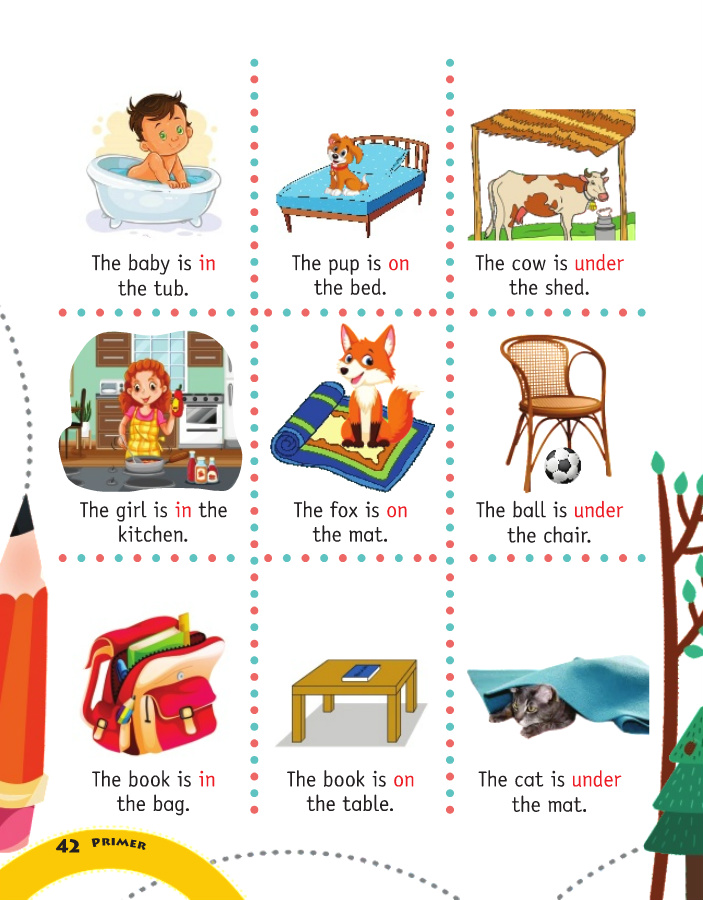 The baby is in
the tub.
The pup is on
the bed.
The cow is under
the shed.
The girl is in the
kitchen.
The fox is on
the mat.
The ball is under
the chair.
The book is in
the bag.
The book is on
the table.
The cat is under
the mat.
42 PRIMER